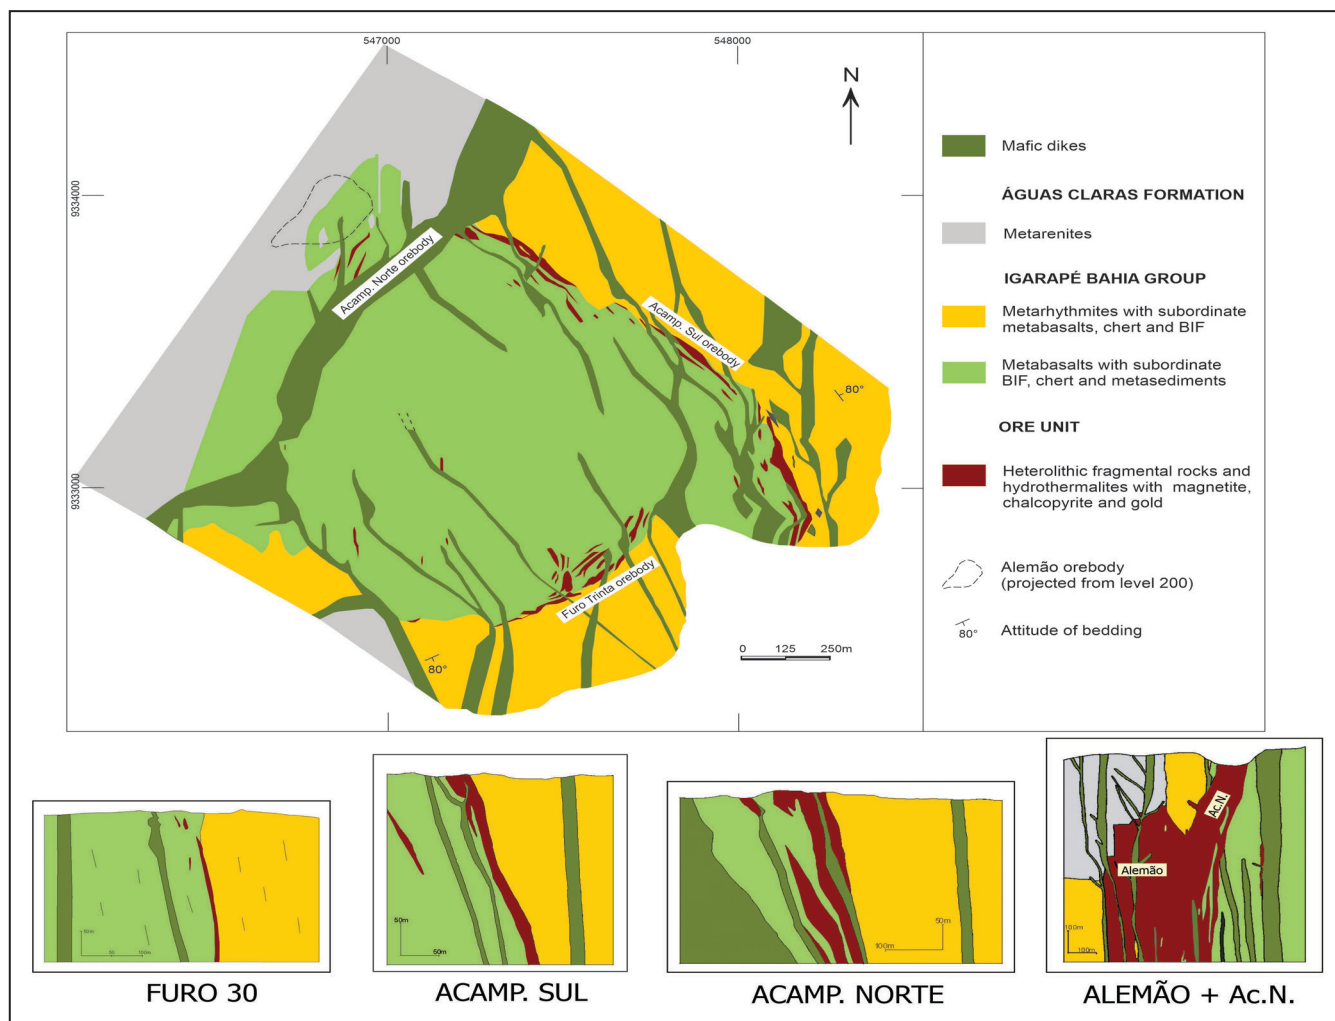 547000
548000
N
9334000
9333000
Acamp. Norte orebody
Acamp. Sul orebody
Furo Trinta orebody
80°
80°
0 125 250m
Mafic dikes
ÁGUAS CLARAS FORMATION
Metarenites
IGARAPÉ BAHIA GROUP
Metarhythmites with subordinate
metabasalts, chert and BIF
Metabasalts with subordinate
BIF, chert and metasediments
ORE UNIT
Heterolithic fragmental rocks and
hydrothermalites with magnetite,
chalcopyrite and gold
Alemão orebody
(projected from level 200)
80°
Attitude of bedding
50m
50 100m
FURO 30
50m
50m
ACAMP. SUL
50m
100m
ACAMP. NORTE
Ac.N.
Alemão
100m
100m
ALEMÃO + Ac.N.